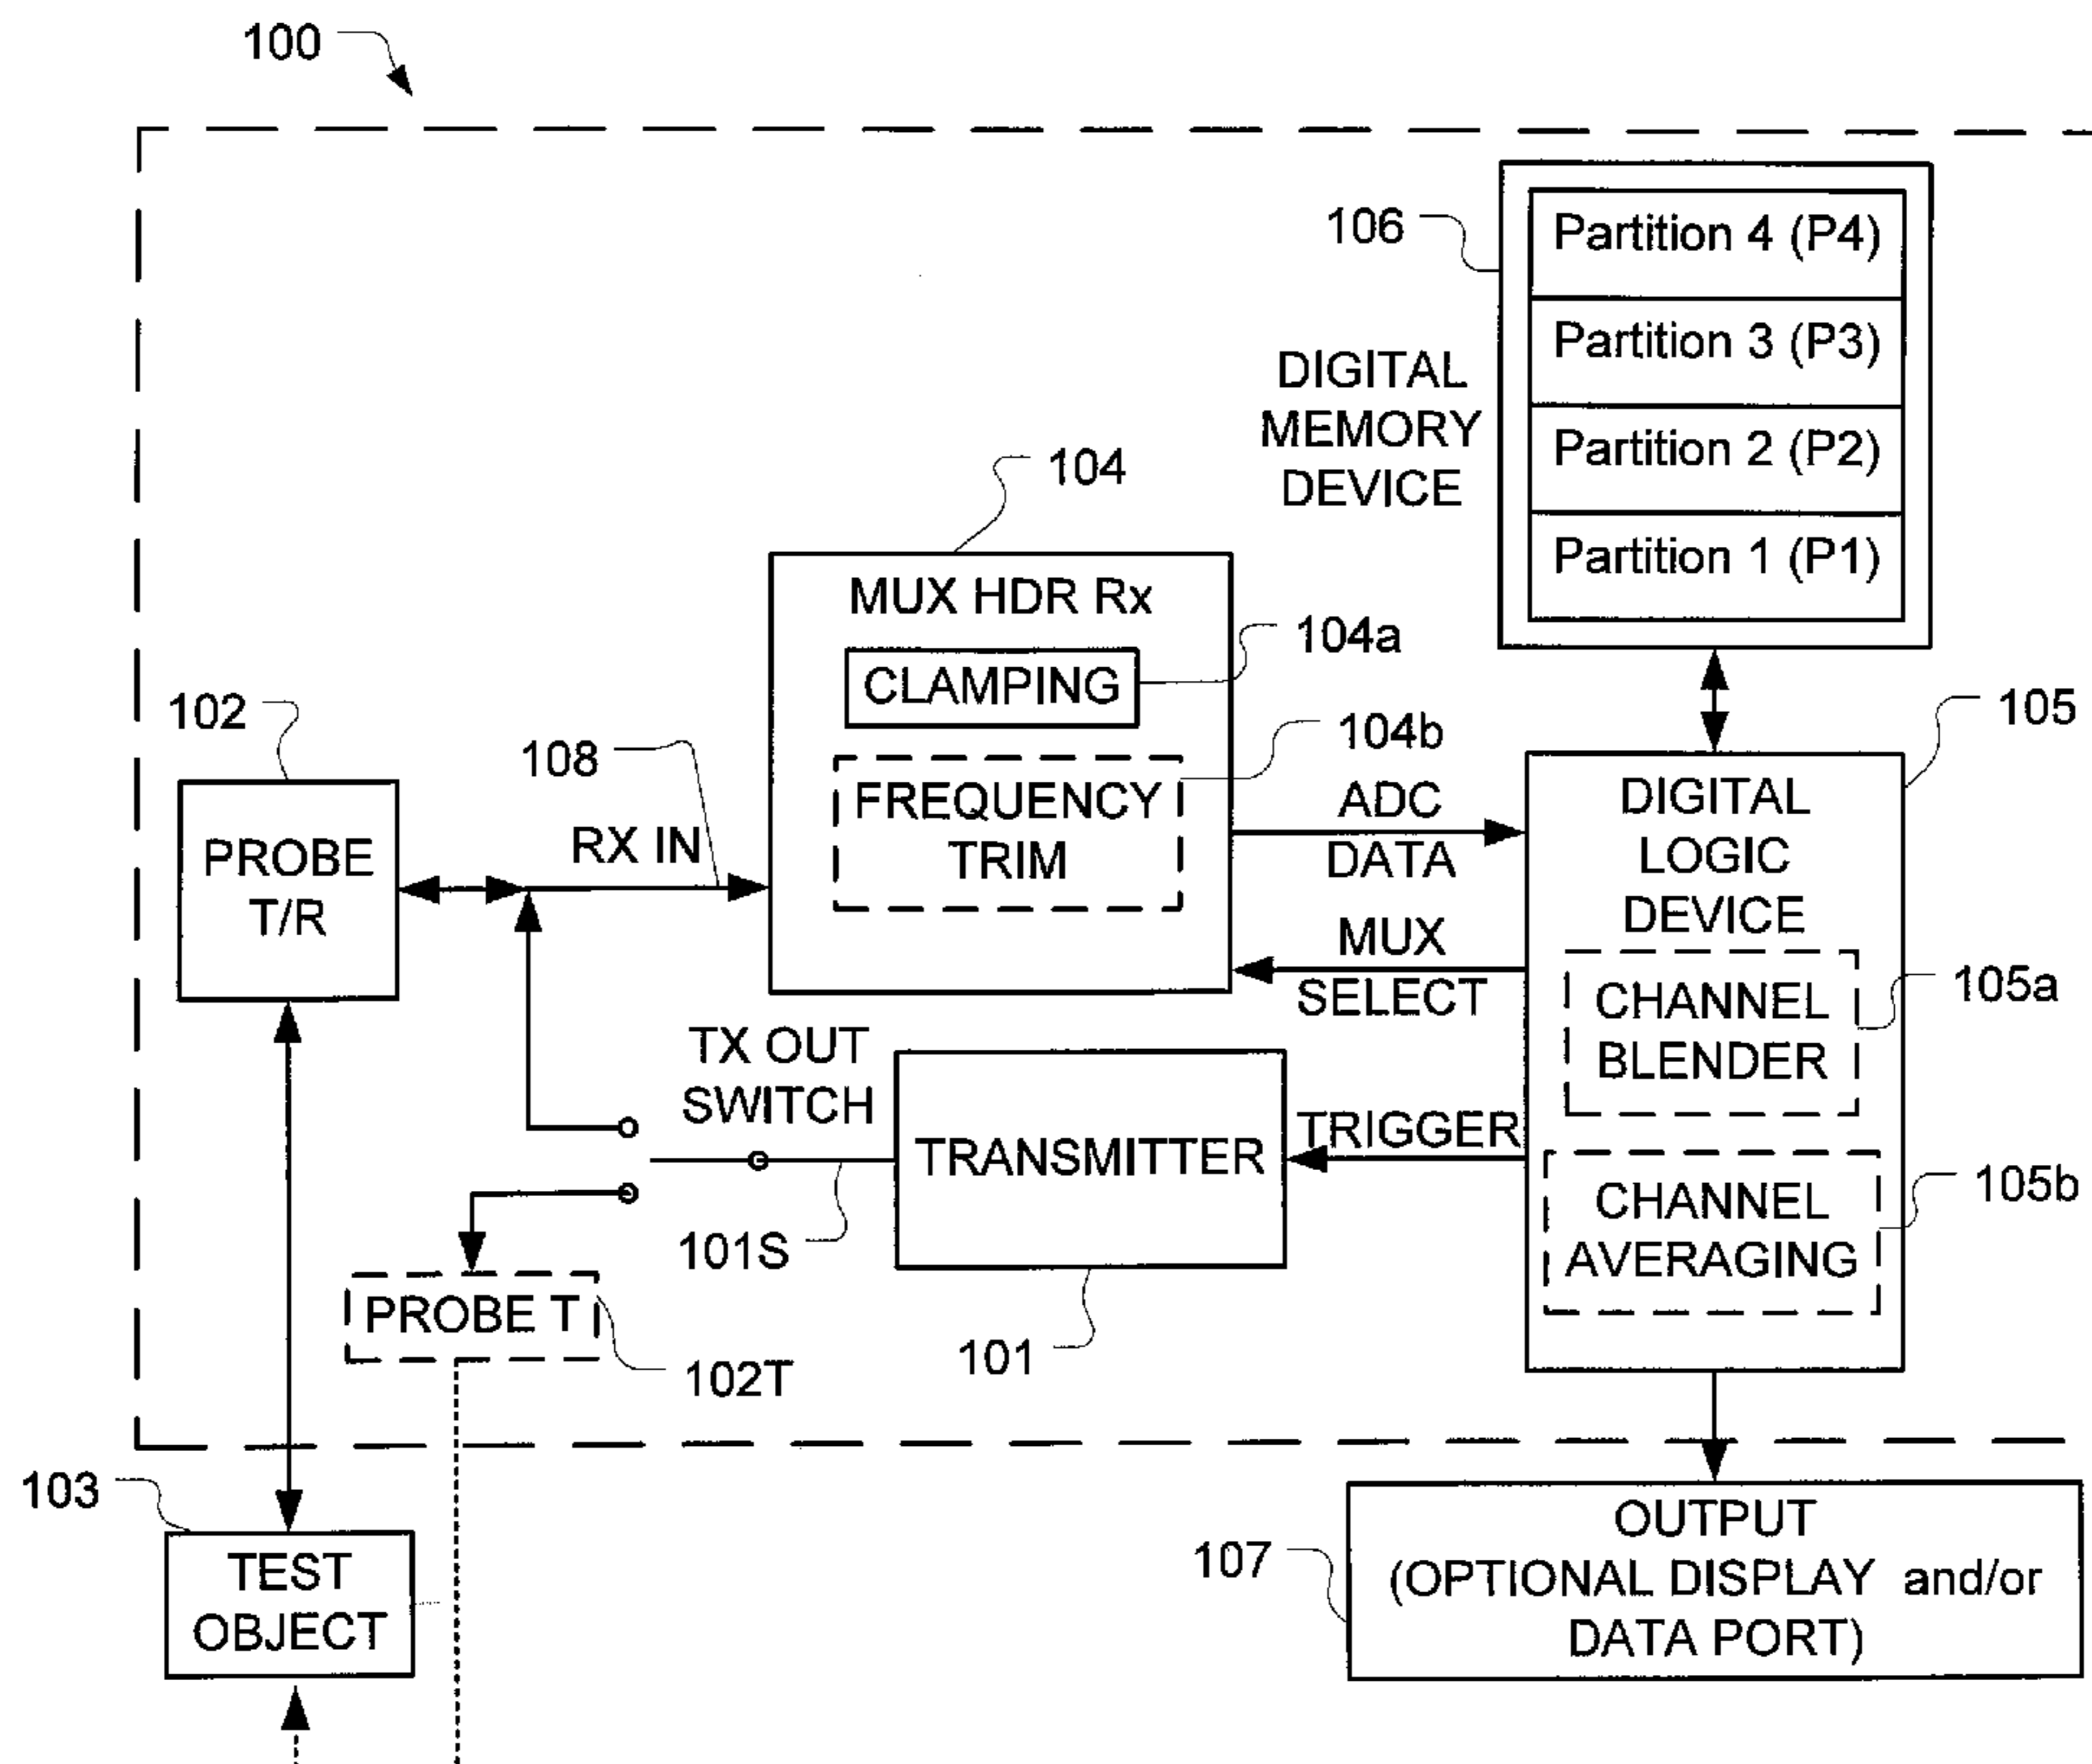 100
106
Partition 4 (P4)
Partition 3 (P3)
Partition 2 (P2)
Partition 1 (P1)
DIGITAL
MEMORY
DEVICE
104
MUX HDR Rx
CLAMPING
104a
FREQUENCY
TRIM
104b
102
PROBE
T/R
108
RX IN
ADC
DATA
MUX
SELECT
105
DIGITAL
LOGIC
DEVICE
CHANNEL
BLENDER
105a
CHANNEL
AVERAGING
105b
TX OUT
SWITCH
TRANSMITTER
TRIGGER
101S
101
PROBE T
102T
103
TEST
OBJECT
107
OUTPUT
(OPTIONAL DISPLAY and/or
DATA PORT)